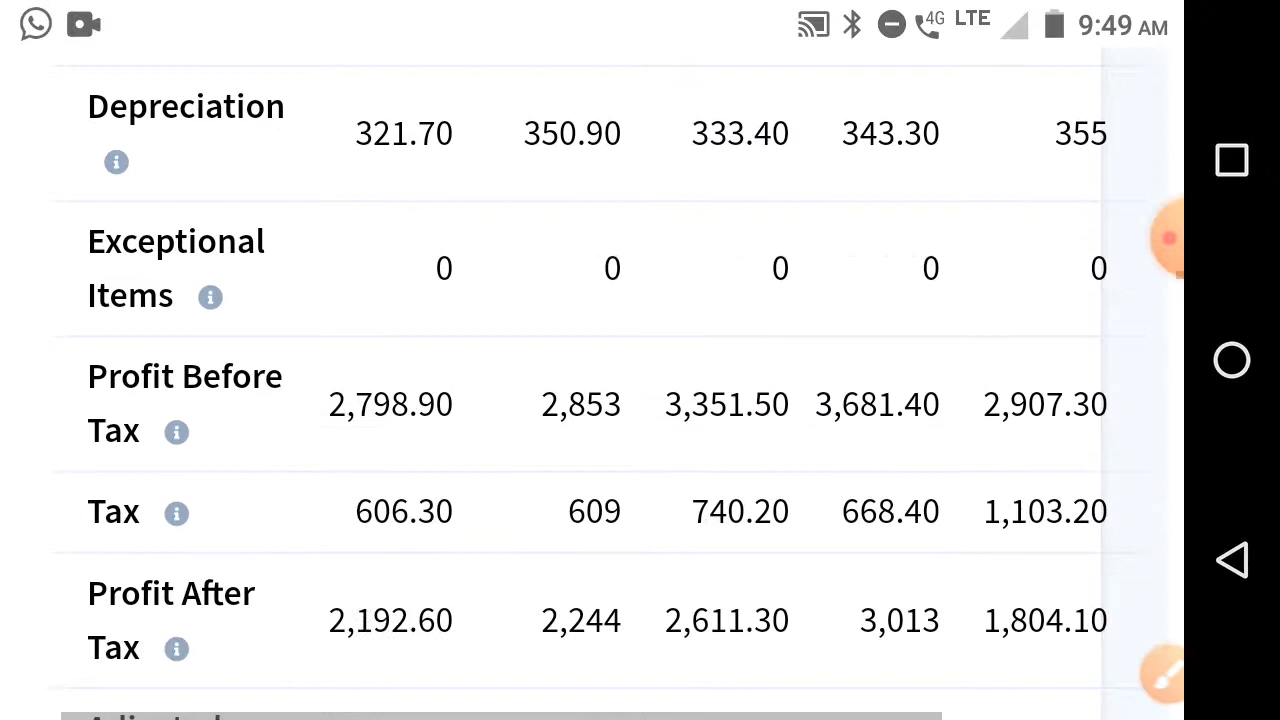 4G LTE 9:49 AM
Depreciation
321.70 350.90 333.40 343.30 355
Exceptional
Items
0 0 0 0 0
Profit Before
Tax
2,798.90 2,853 3,351.50 3,681.40 2,907.30
Tax 606.30 609 740.20 668.40 1,103.20
Profit After
Tax
2,192.60 2,244 2,611.30 3,013 1,804.10